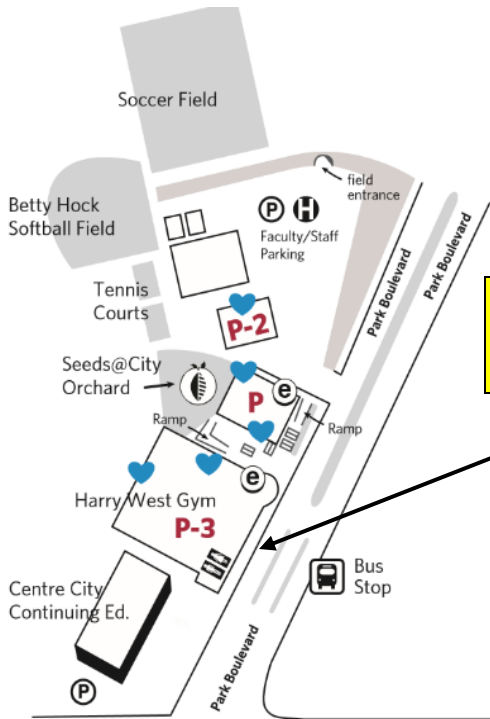 Soccer Field
field
entrance
Betty Hock
Softball Field
P H
Faculty/Staff
Parking
Park Boulevard
Park Boulevard
Tennis
Courts
P-2
Seeds@City
Orchard
P
e
Ramp
Ramp
e
Harry West Gym
P-3
Bus
Stop
Centre City
Continuing Ed.
Park Boulevard
P